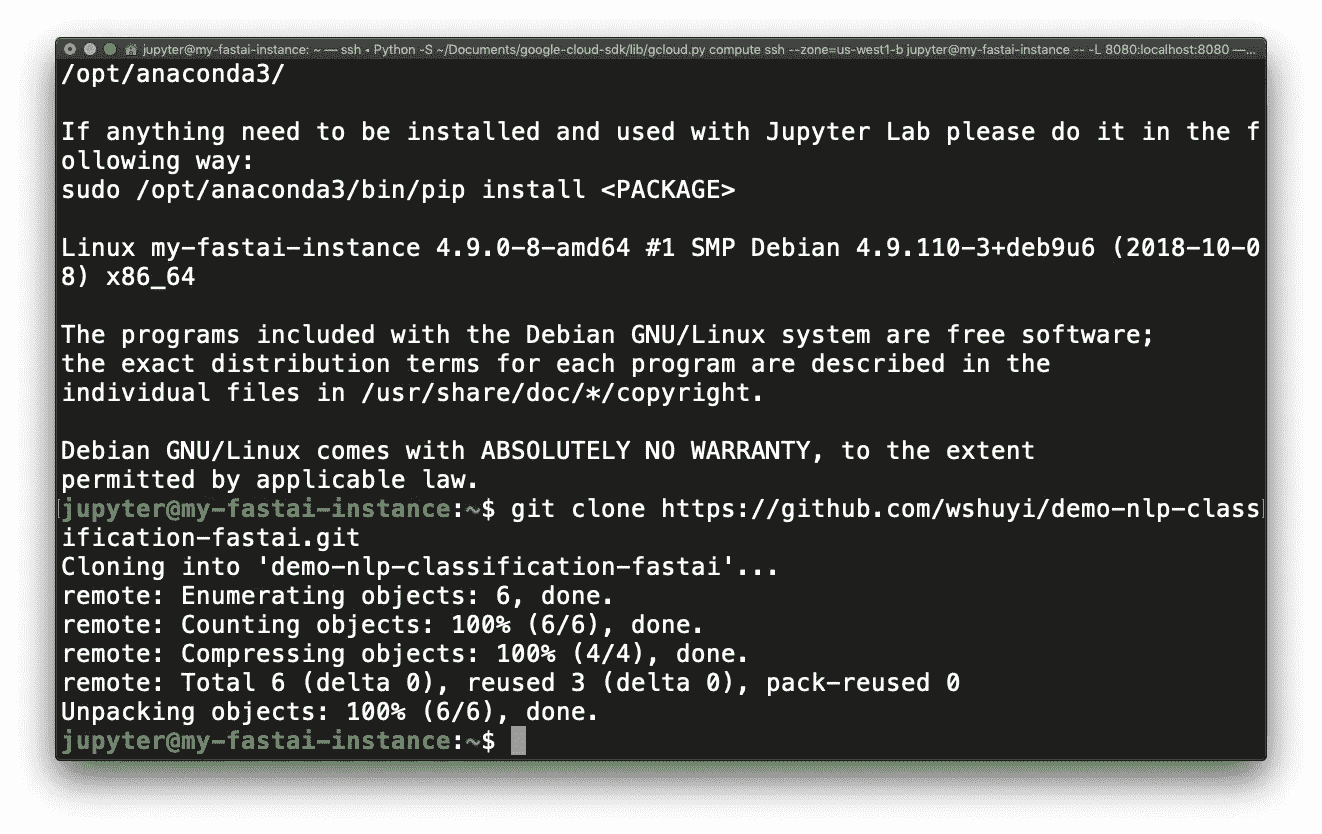 jupyter@my-fastai-instance: ~ — ssh • Python -S ~/Documents/google-cloud-sdk/lib/gcloud.py compute ssh --zone=us-west1-b jupyter@my-fastai-instance -- -L 8080:localhost:8080 —...
/opt/anaconda3/
If anything need to be installed and used with Jupyter Lab please do it in the f
ollowing way:
sudo /opt/anaconda3/bin/pip install <PACKAGE>
Linux my-fastai-instance 4.9.0-8-amd64 #1 SMP Debian 4.9.110-3+deb9u6 (2018-10-0
8) x86_64
The programs included with the Debian GNU/Linux system are free software;
the exact distribution terms for each program are described in the
individual files in /usr/share/doc/*/copyright.
Debian GNU/Linux comes with ABSOLUTELY NO WARRANTY, to the extent
permitted by applicable law.
jupyter@my-fastai-instance:~$ git clone https://github.com/wshuyi/demo-nlp-class
ification-fastai.git
Cloning into 'demo-nlp-classification-fastai'...
remote: Enumerating objects: 6, done.
remote: Counting objects: 100% (6/6), done.
remote: Compressing objects: 100% (4/4), done.
remote: Total 6 (delta 0), reused 3 (delta 0), pack-reused 0
Unpacking objects: 100% (6/6), done.
jupyter@my-fastai-instance:~$